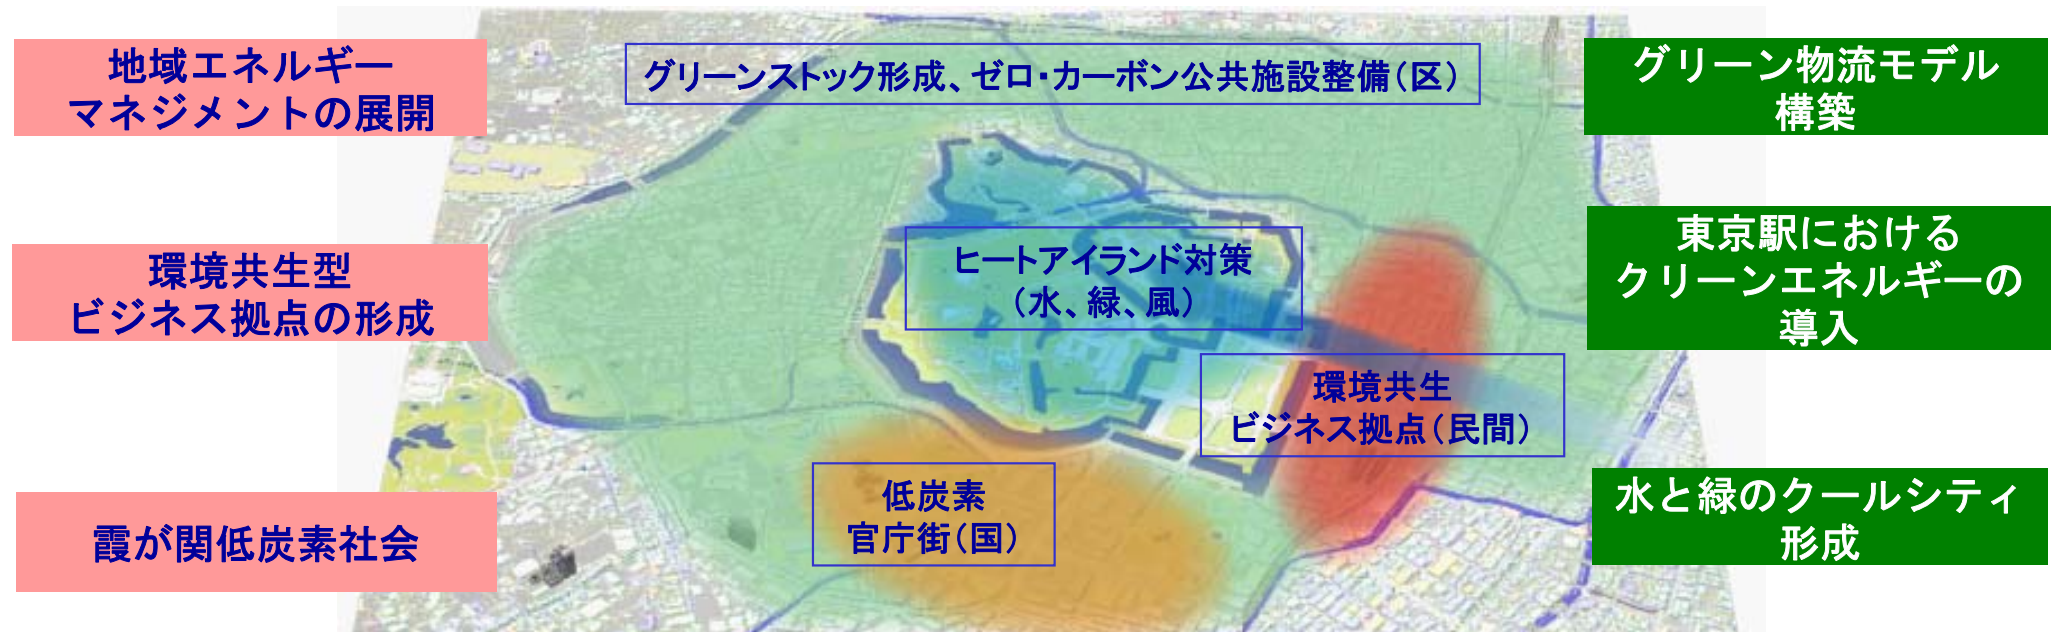 地域エネルギー
マネジメントの展開
環境共生型
ビジネス拠点の形成
霞が関低炭素社会
グリーンストック形成、ゼロ・カーボン公共施設整備（区）
ヒートアイランド対策
（水、緑、風）
環境共生
ビジネス拠点（民間）
低炭素
官庁街（国）
グリーン物流モデル
構築
東京駅における
クリーンエネルギーの
導入
水と緑のクールシティ
形成